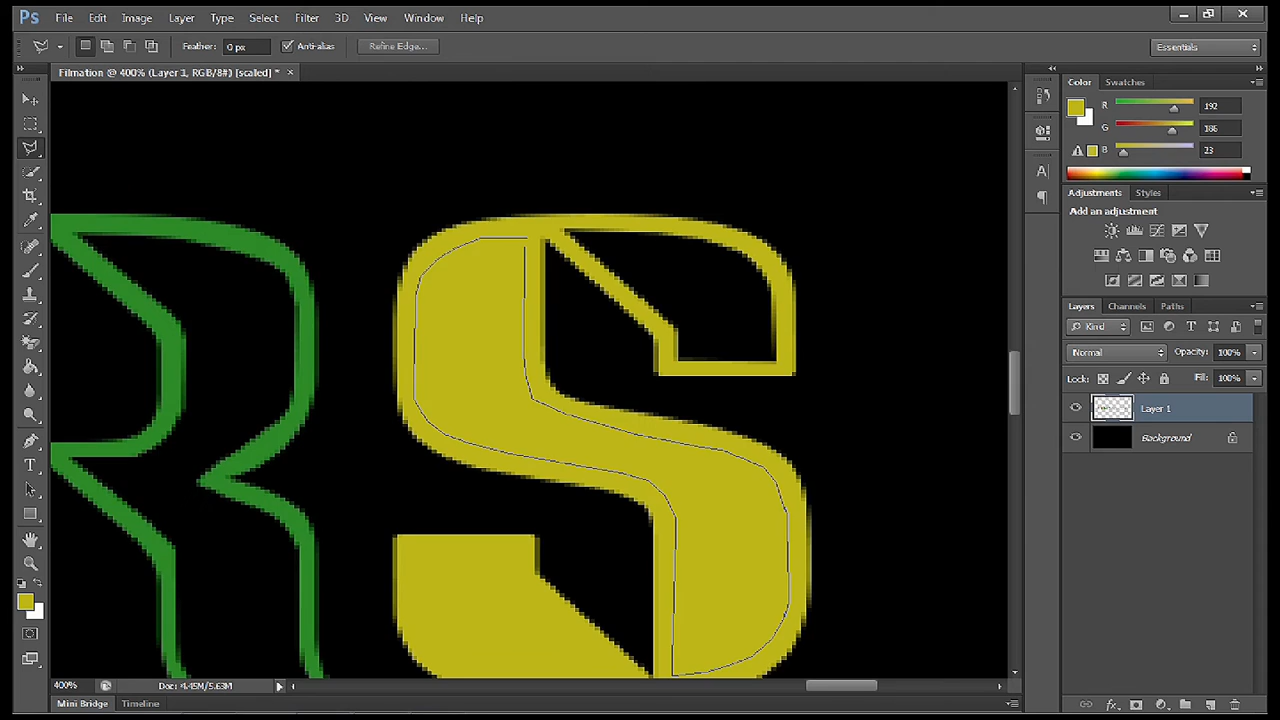 Ps File Edit Image Layer Type Select Filter 3D View Window Help
Feather: 0 px Anti-alias Refine Edge... Essentials
Filmation @ 400% (Layer 1, RGB/8#) [scaled] * ×
Color Swatches
R 192
G 186
B 23
Adjustments Styles
Add an adjustment
Layers Channels Paths
Kind
Normal Opacity: 100%
Lock: Fill: 100%
Layer 1
Background
RS
400% Doc: 4.45M/5.63M
Mini Bridge Timeline